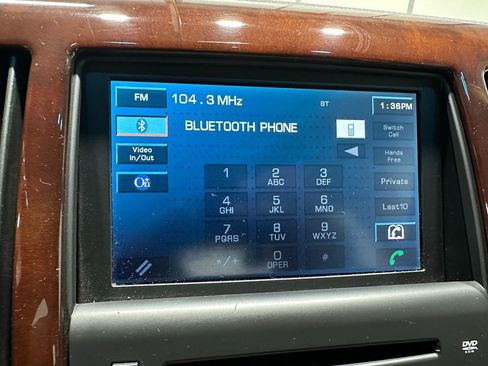 FM 104.3 MHz ST 1:36PM
BLUETOOTH PHONE
Switch Call
Video In/Out
Hands Free
1 2 ABC 3 DEF
Private
On
4 GHI 5 JKL 6 MNO
Last10
7 PQRS 8 TUV 9 WXYZ
*/+ 0 OPER #
DVD ROM